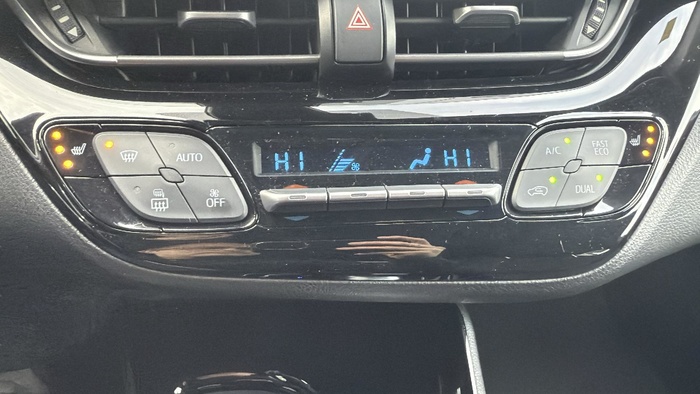 HI HI
AUTO
A/C
FAST
ECO
OFF
DUAL